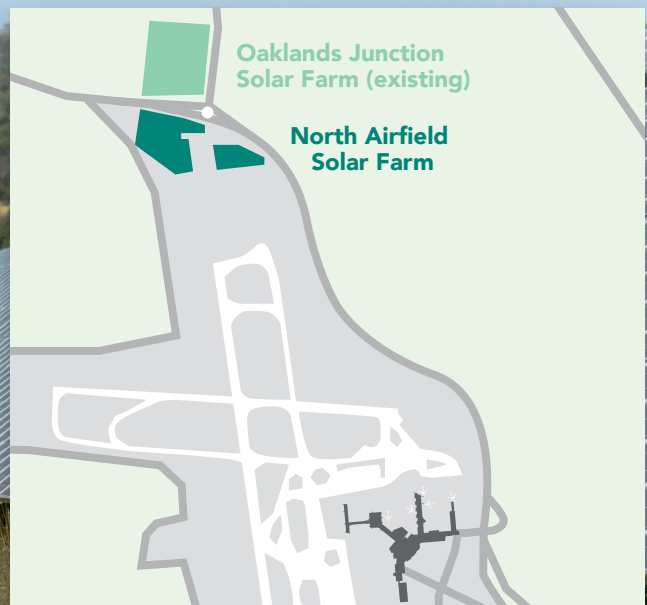 Oaklands Junction
Solar Farm (existing)
North Airfield
Solar Farm